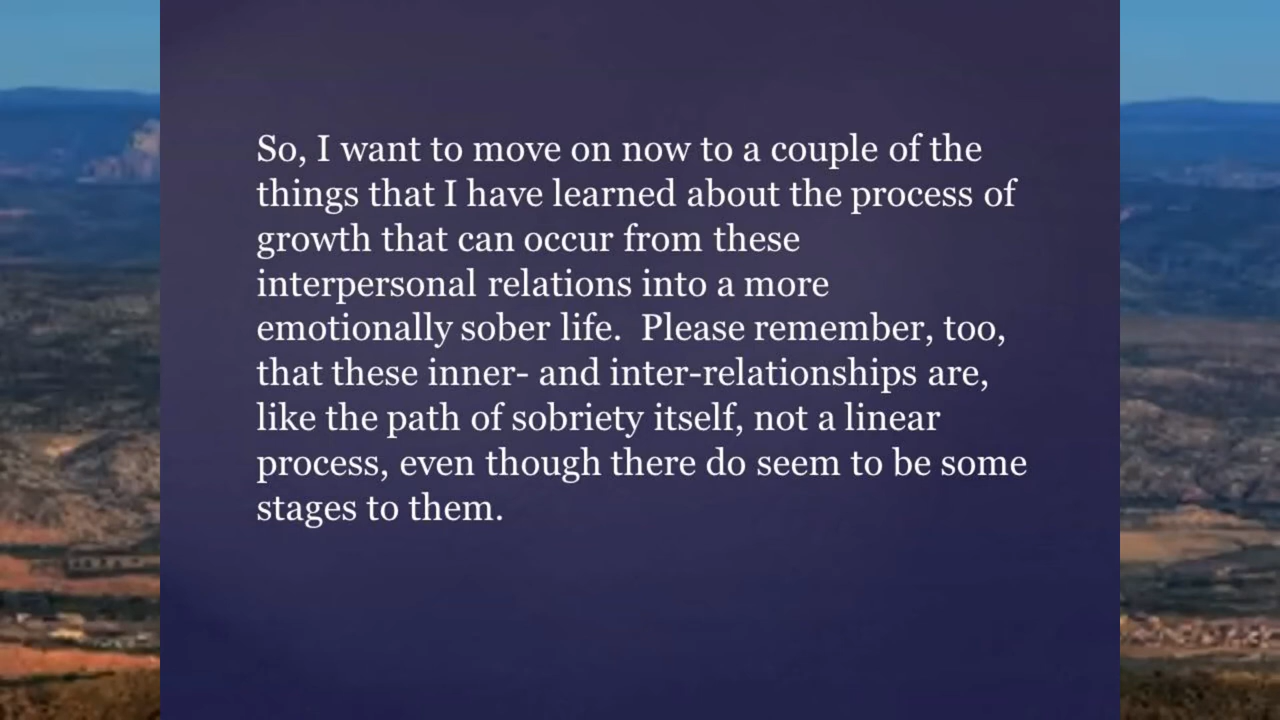 So, I want to move on now to a couple of the
things that I have learned about the process of
growth that can occur from these
interpersonal relations into a more
emotionally sober life.  Please remember, too,
that these inner- and inter-relationships are,
like the path of sobriety itself, not a linear
process, even though there do seem to be some
stages to them.